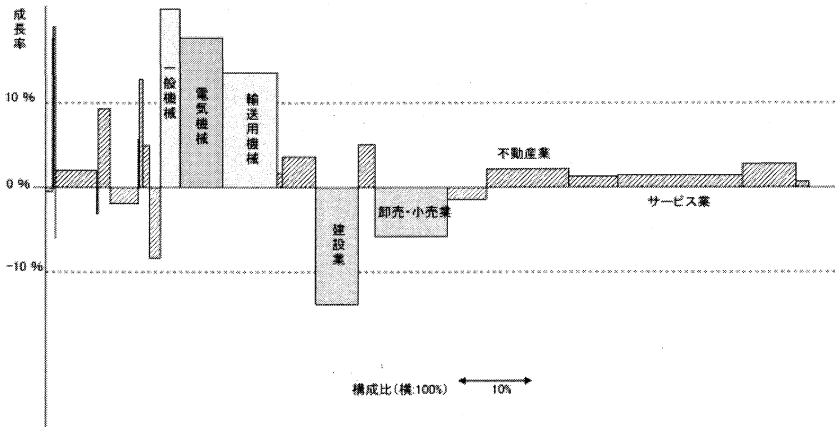 成長率
一般機械
電気機械
輸送用機械
10 %
不動産業
0 %
卸売・小売業
サービス業
建設業
-10 %
構成比(横:100%)
10%